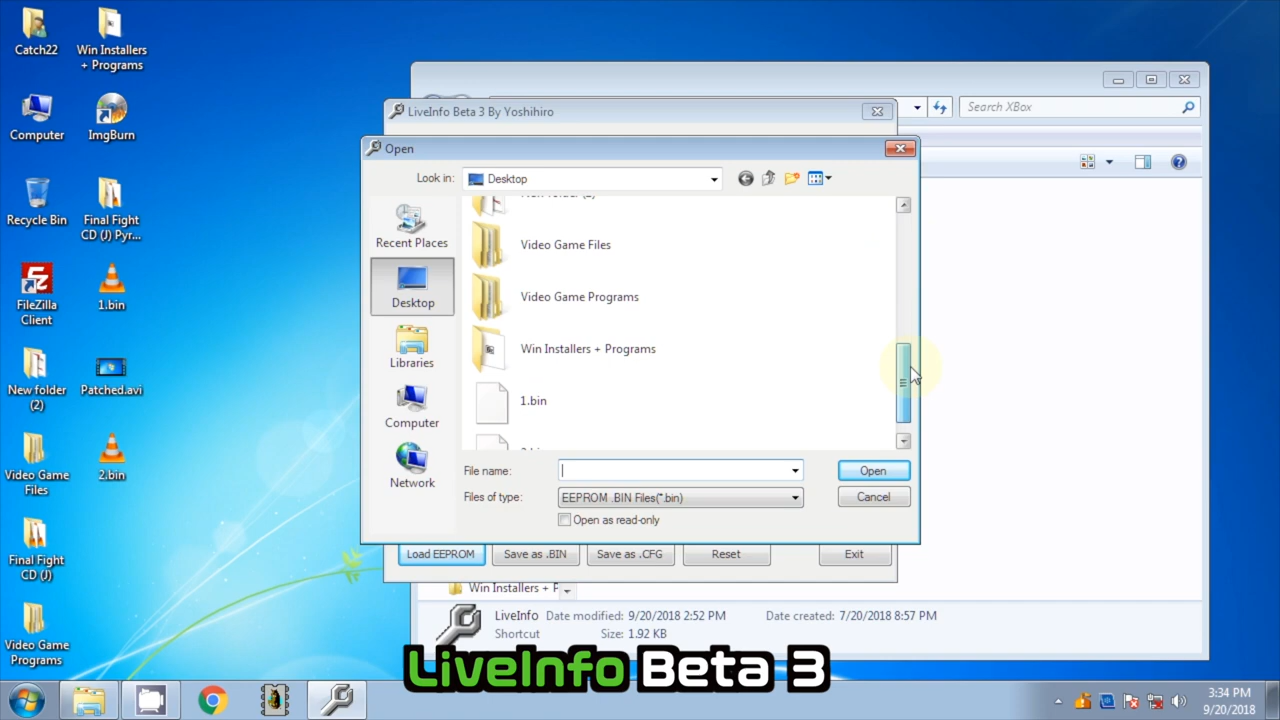 Catch22
Win Installers
+ Programs
Computer
ImgBurn
Recycle Bin
Final Fight
CD (J) Pyr...
FileZilla
Client
1.bin
New folder
(2)
Patched.avi
Video Game
Files
2.bin
Final Fight
CD (J)
Video Game
Programs
Search XBox
LiveInfo Beta 3 By Yoshihiro
Open
Look in:
Desktop
Recent Places
Desktop
Libraries
Computer
Network
New folder (2)
Video Game Files
Video Game Programs
Win Installers + Programs
1.bin
File name:
Open
Files of type:
EEPROM .BIN Files(*.bin)
Cancel
Open as read-only
Load EEPROM
Save as .BIN
Save as .CFG
Reset
Exit
Win Installers + P
LiveInfo
Date modified: 9/20/2018 2:52 PM
Date created: 7/20/2018 8:57 PM
Shortcut
Size: 1.92 KB
LiveInfo Beta 3
3:34 PM
9/20/2018